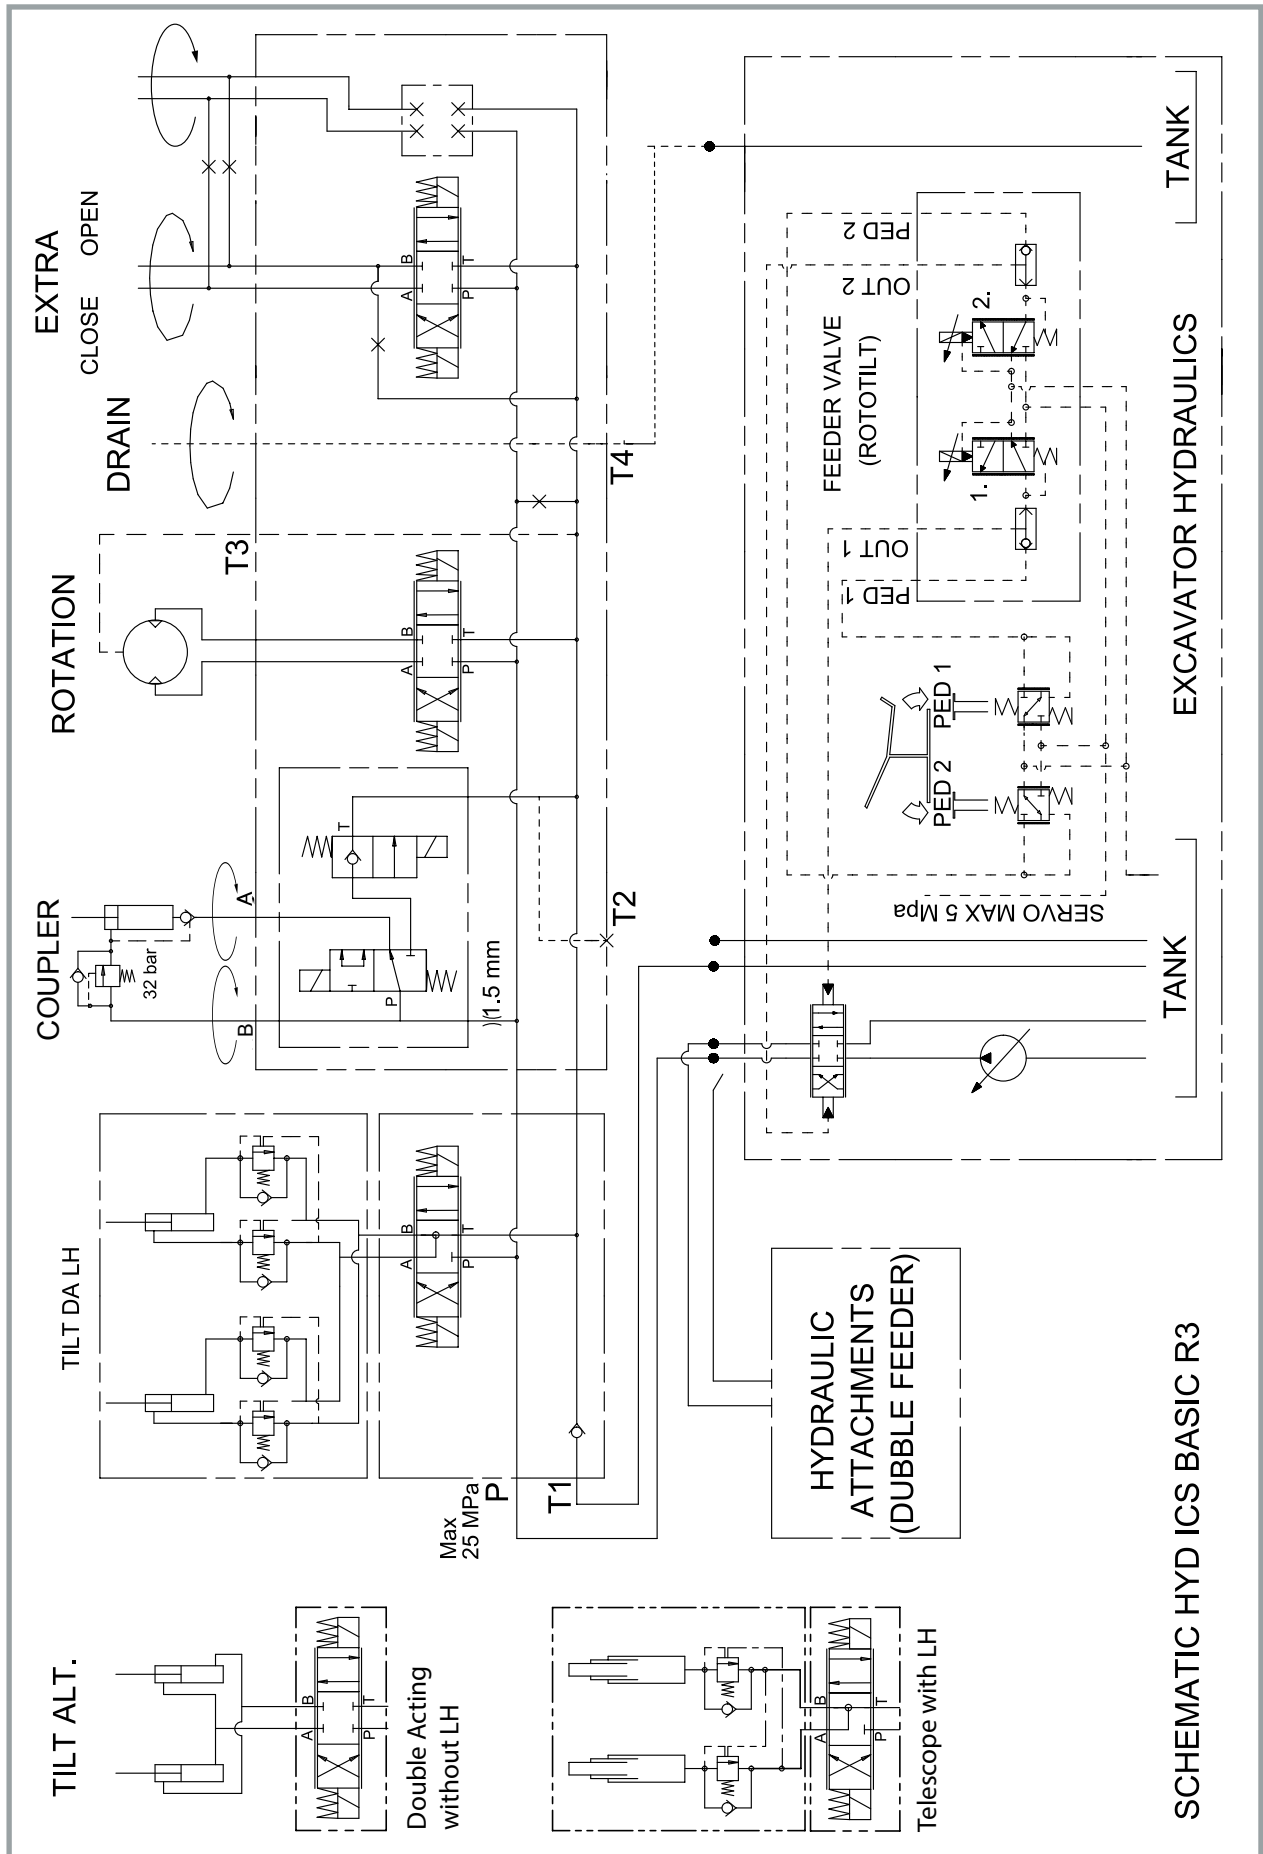 TILT ALT.
A
B
P
T
Double Acting
without LH
A
B
P
T
Telescope with LH
TILT DA LH
A
B
P
T
Max
25 MPa
P
T1
COUPLER
32 bar
B
A
P
T
)(1.5 mm
T2
ROTATION
T3
A
B
P
T
DRAIN
T4
EXTRA
CLOSE
OPEN
A
B
P
T
HYDRAULIC
ATTACHMENTS
(DUBBLE FEEDER)
FEEDER VALVE
(ROTOTILT)
PED 1
OUT 1
OUT 2
PED 2
1.
2.
PED 2
PED 1
SERVO MAX 5 Mpa
TANK
TANK
EXCAVATOR HYDRAULICS
SCHEMATIC HYD ICS BASIC R3